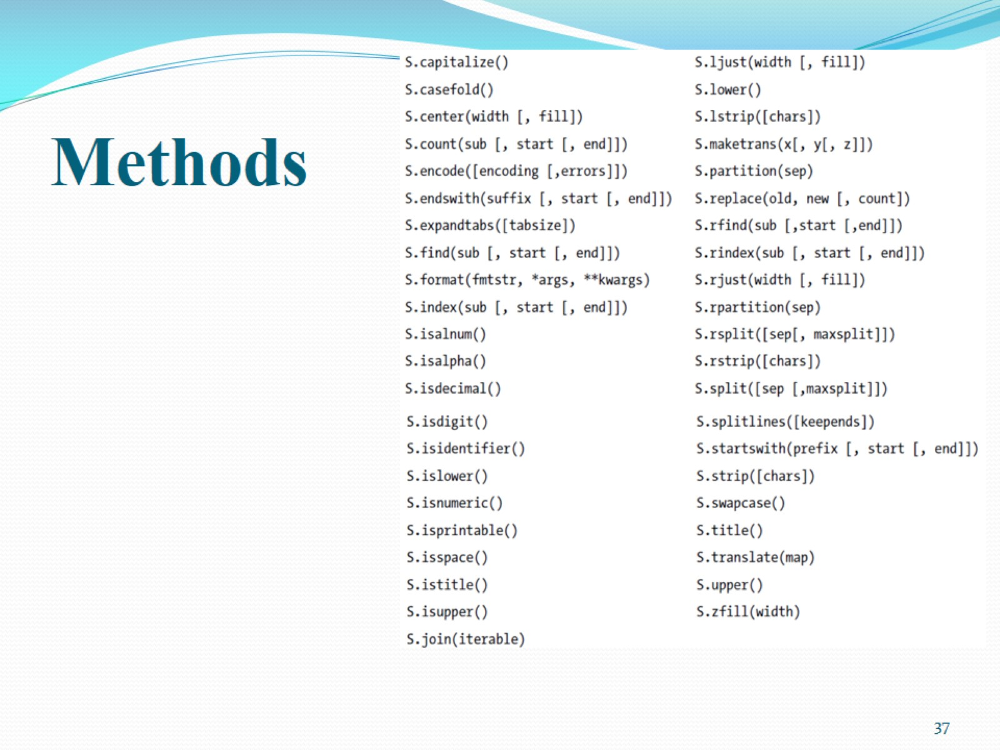 Methods
S.capitalize()
S.casefold()
S.center(width [, fill])
S.count(sub [, start [, end]])
S.encode([encoding [,errors]])
S.endswith(suffix [, start [, end]])
S.expandtabs([tabsize])
S.find(sub [, start [, end]])
S.format(fmtstr, *args, **kwargs)
S.index(sub [, start [, end]])
S.isalnum()
S.isalpha()
S.isdecimal()
S.isdigit()
S.isidentifier()
S.islower()
S.isnumeric()
S.isprintable()
S.isspace()
S.istitle()
S.isupper()
S.join(iterable)
S.ljust(width [, fill])
S.lower()
S.lstrip([chars])
S.maketrans(x[, y[, z]])
S.partition(sep)
S.replace(old, new [, count])
S.rfind(sub [,start [,end]])
S.rindex(sub [, start [, end]])
S.rjust(width [, fill])
S.rpartition(sep)
S.rsplit([sep[, maxsplit]])
S.rstrip([chars])
S.split([sep [,maxsplit]])
S.splitlines([keepends])
S.startswith(prefix [, start [, end]])
S.strip([chars])
S.swapcase()
S.title()
S.translate(map)
S.upper()
S.zfill(width)
37